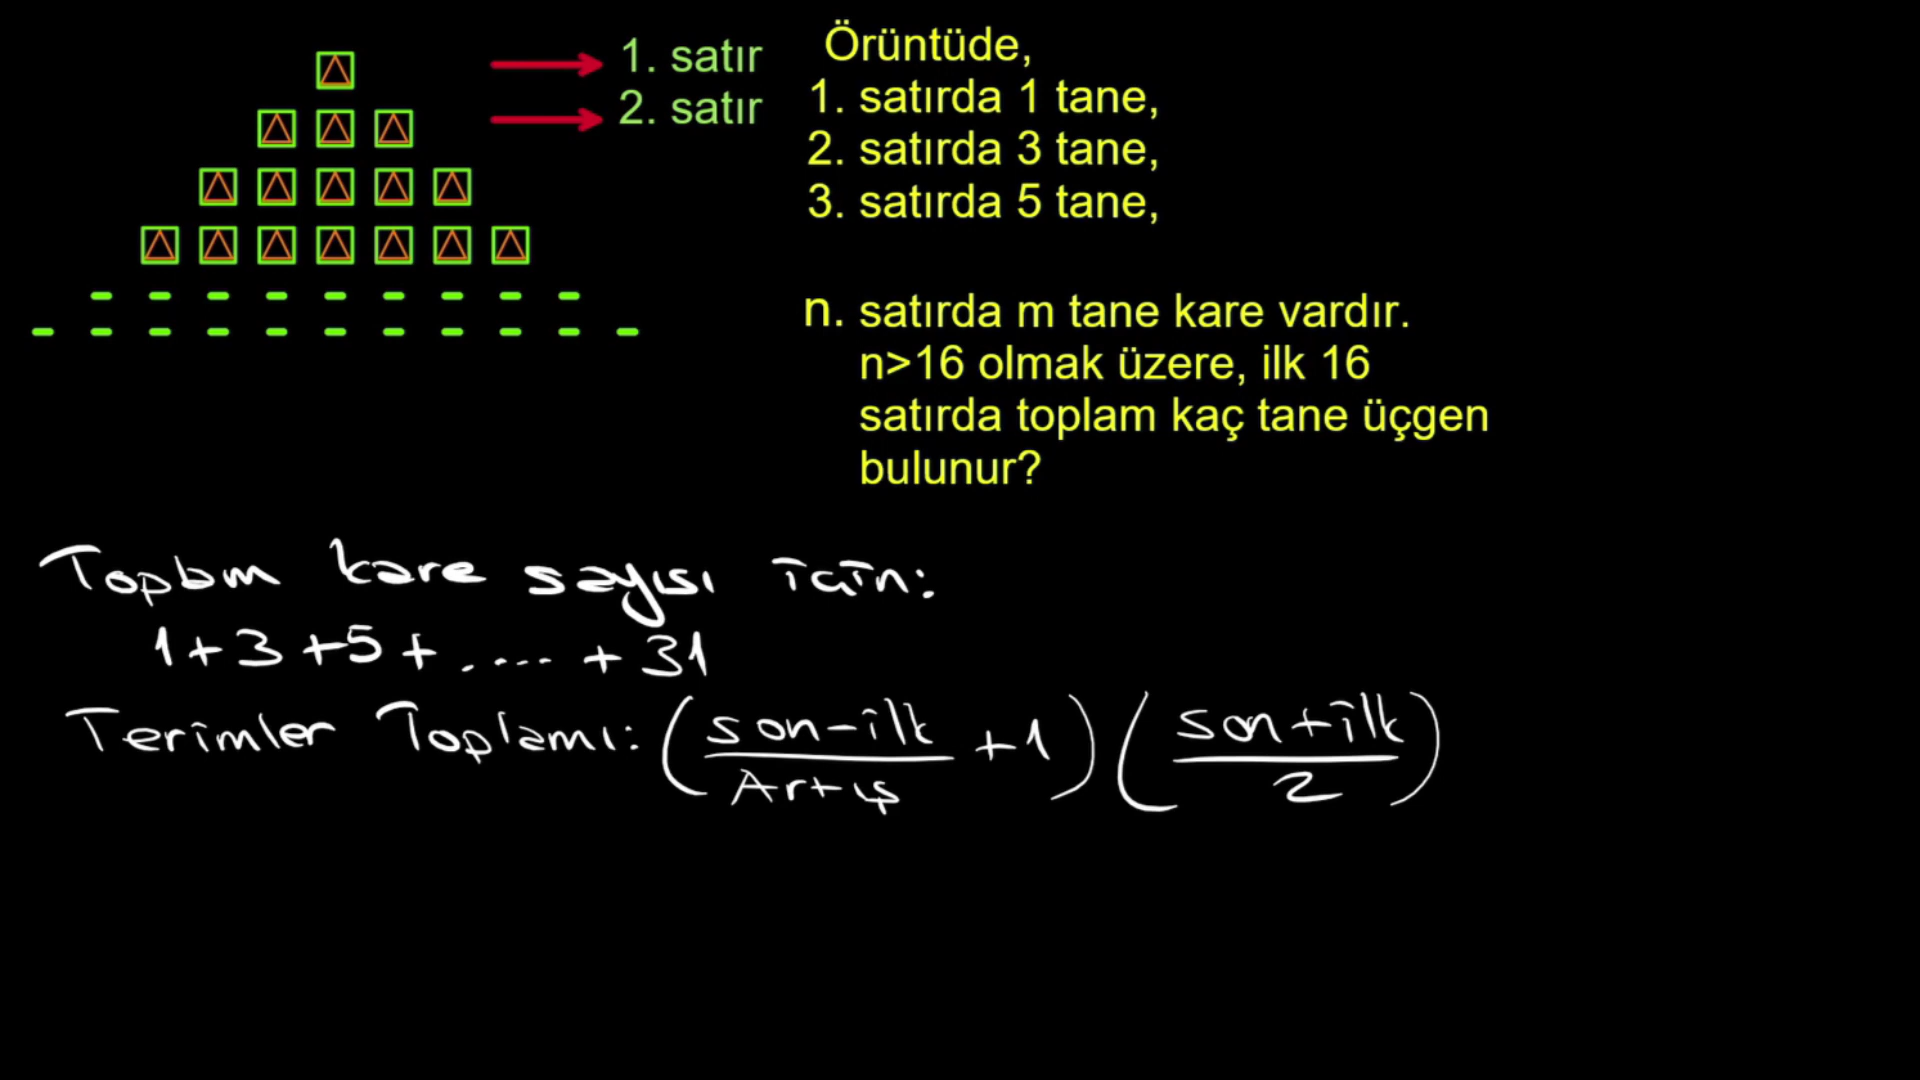 1. satır
2. satır
Örüntüde,
1. satırda 1 tane,
2. satırda 3 tane,
3. satırda 5 tane,
n. satırda m tane kare vardır.
n>16 olmak üzere, ilk 16
satırda toplam kaç tane üçgen
bulunur?
Toplam kare sayısı için:
1+3+5+.....+31
Terimler Toplamı: (son-ilk/Artış +1)(son+ilk/2)